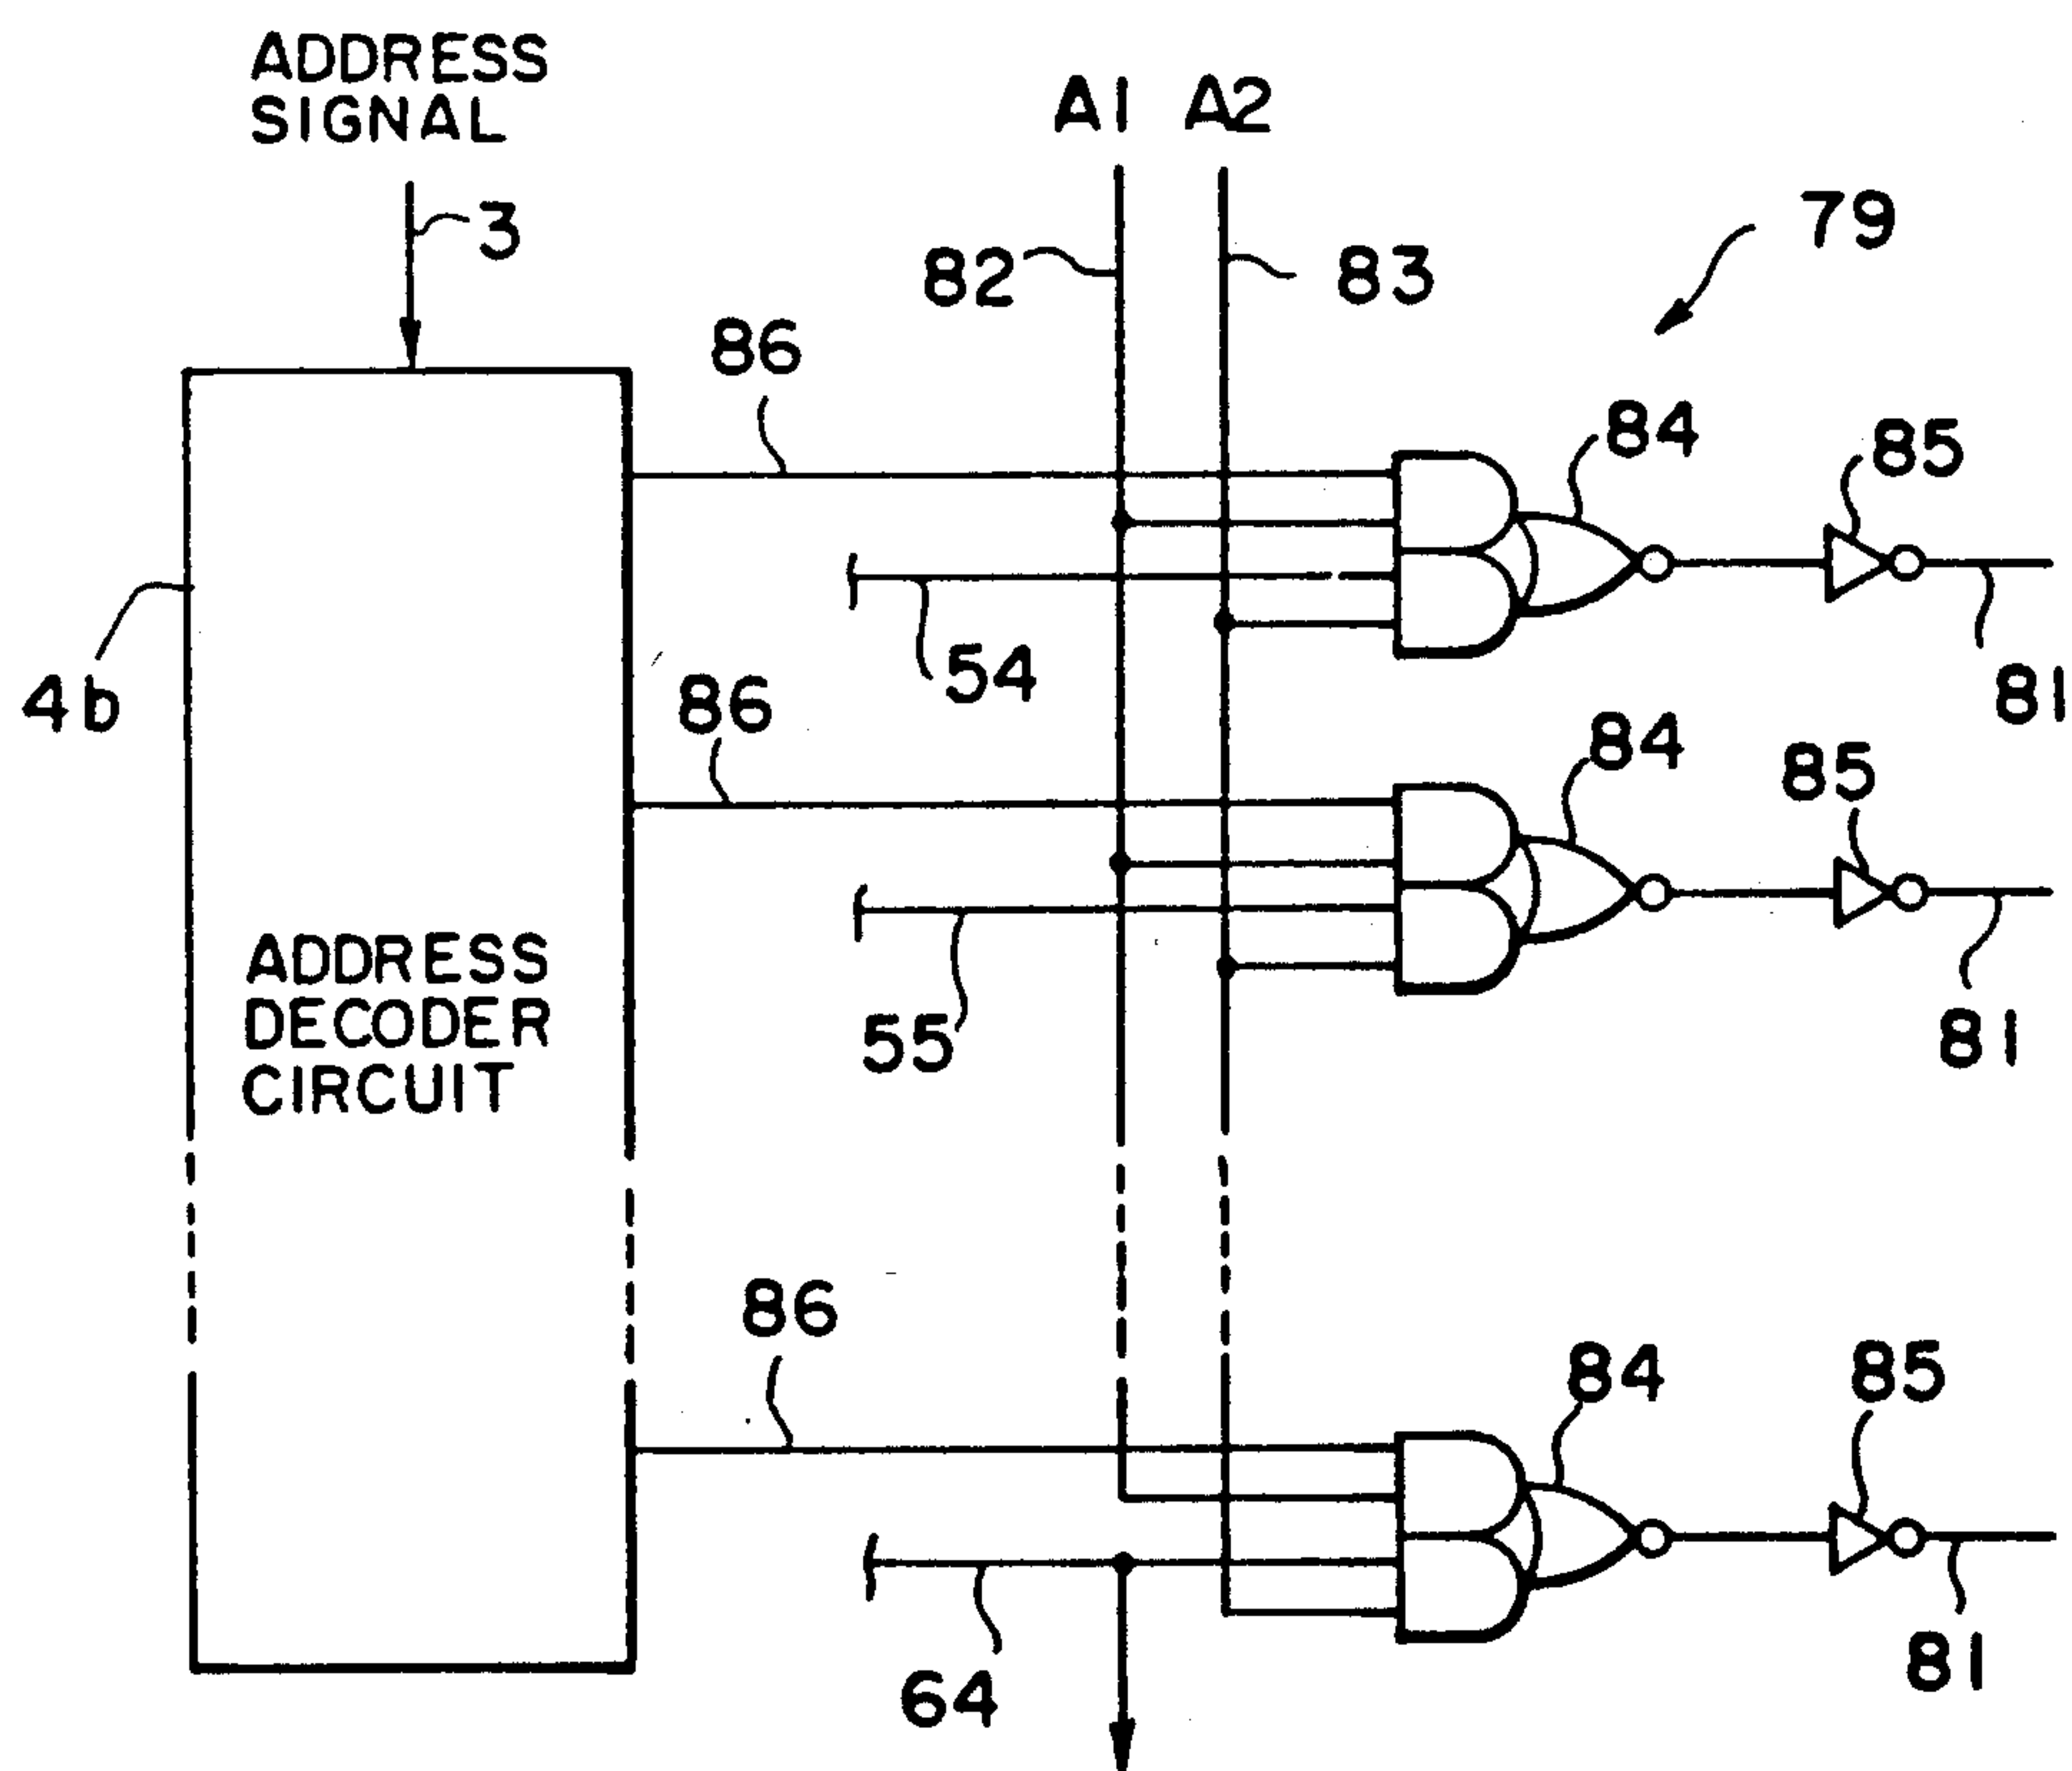 ADDRESS
SIGNAL
A1 A2
3
79
82
83
86
84
85
54
81
4b
86
84
85
ADDRESS
DECODER
CIRCUIT
55
81
86
84
85
64
81